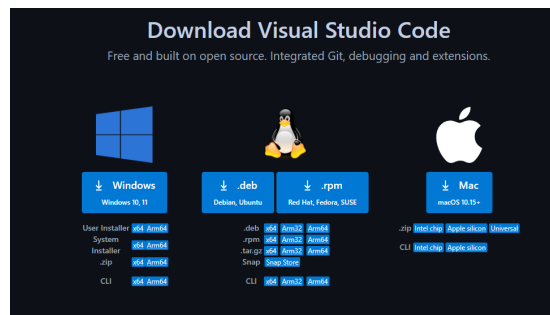 Download Visual Studio Code
Free and built on open source. Integrated Git, debugging and extensions.
Windows
Windows 10, 11
User Installer x64 Arm64
System
Installer x64 Arm64
.zip x64 Arm64
CLI x64 Arm64
.deb
Debian, Ubuntu
.rpm
Red Hat, Fedora, SUSE
.deb x64 Arm32 Arm64
.rpm x64 Arm32 Arm64
.tar.gz x64 Arm32 Arm64
Snap Snap Store
CLI x64 Arm32 Arm64
Mac
macOS 10.15+
.zip Intel chip Apple silicon Universal
CLI Intel chip Apple silicon